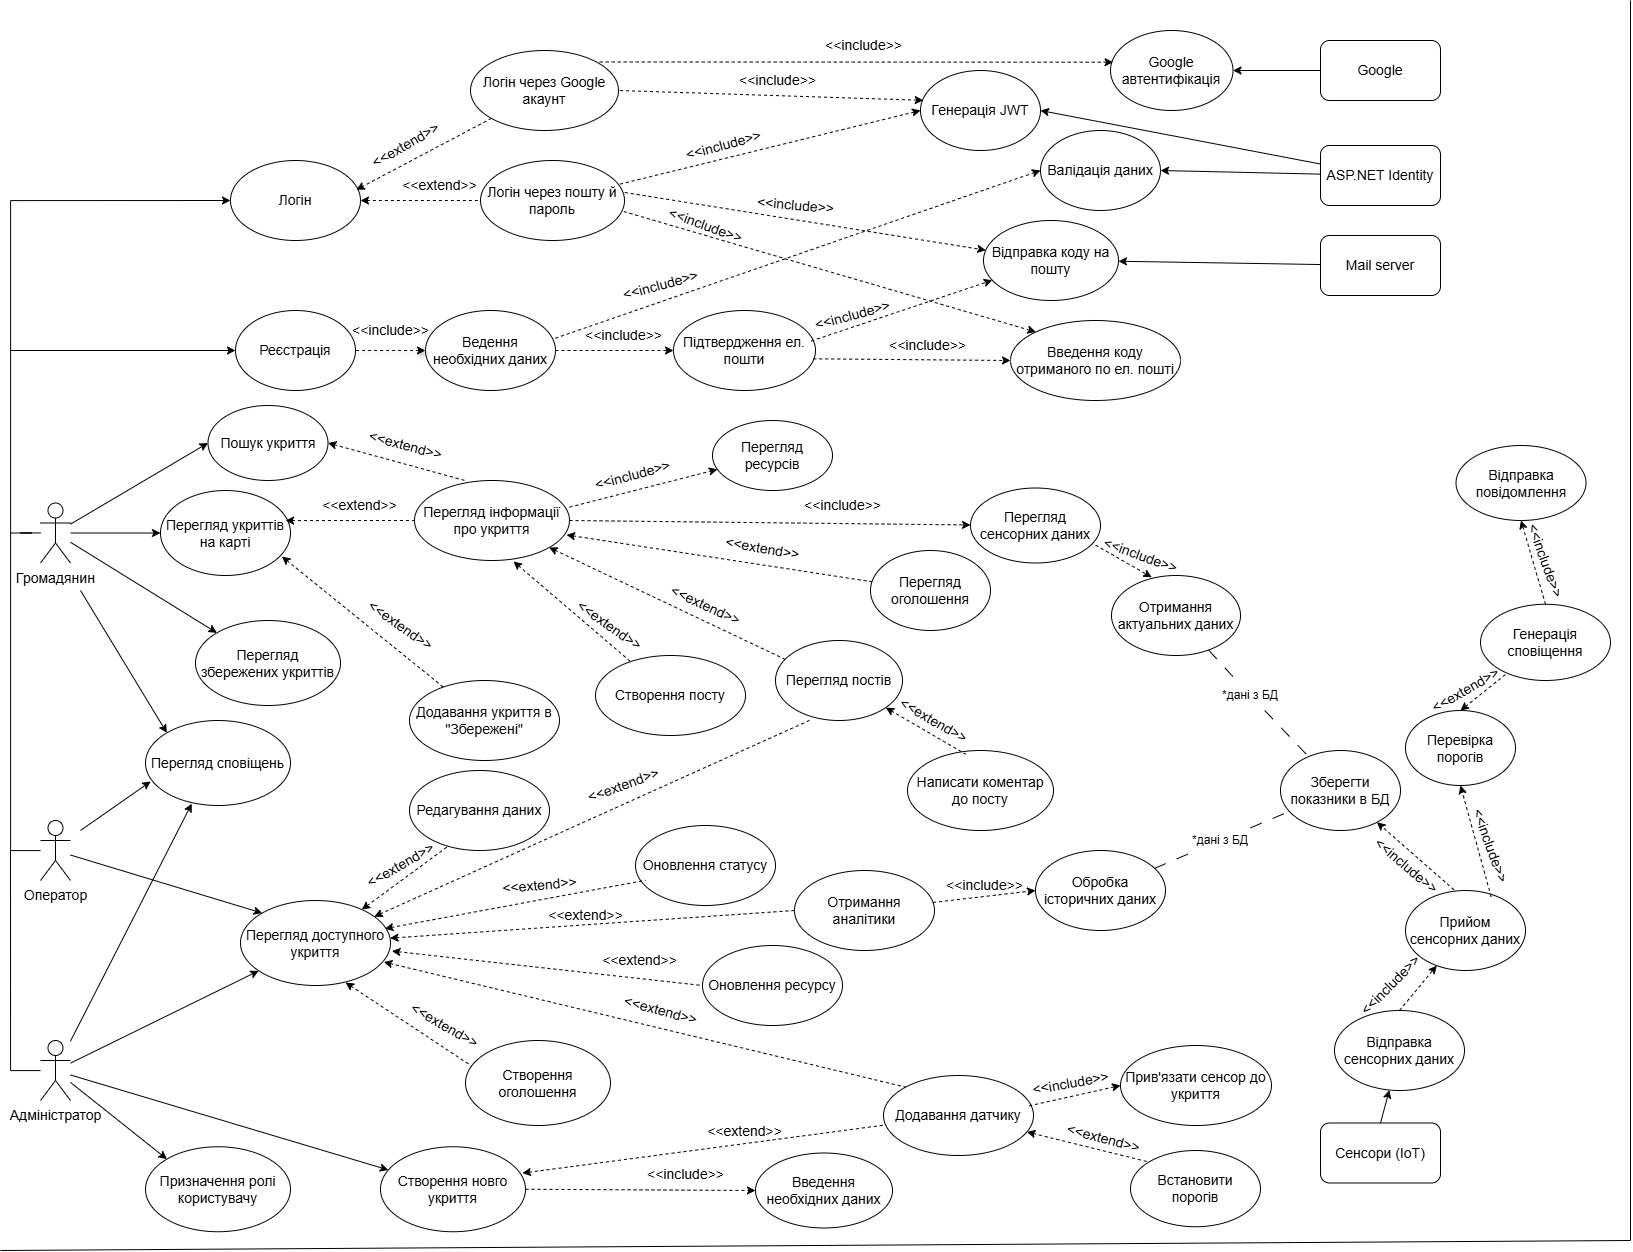 <<include>>
Google
автентифікація
Google
Логін через Google
акаунт
<<include>>
Генерація JWT
<<extend>>
<<include>>
Валідація даних
ASP.NET Identity
Логін
<<extend>>
Логін через пошту й
пароль
<<include>>
<<include>>
Відправка коду на
пошту
Mail server
<<include>>
<<include>>
Реєстрація
<<include>>
Ведення
необхідних даних
<<include>>
Підтвердження ел.
пошти
<<include>>
Введення коду
отриманого по ел. пошті
Пошук укриття
<<extend>>
Перегляд
ресурсів
<<include>>
Відправка
повідомлення
Перегляд укриттів
на карті
<<extend>>
Перегляд інформації
про укриття
<<include>>
Перегляд
сенсорних даних
<<include>>
<<include>>
Громадянин
<<extend>>
Перегляд
оголошення
Отримання
актуальних даних
<<extend>>
<<extend>>
<<extend>>
Генерація
сповіщення
Перегляд
збережених укриттів
Створення посту
Перегляд постів
*дані з БД
<<extend>>
Додавання укриття в
"Збережені"
<<extend>>
Перевірка
порогів
Перегляд сповіщень
<<extend>>
Написати коментар
до посту
Зберегти
показники в БД
Редагування даних
*дані з БД
<<include>>
<<include>>
<<extend>>
Оновлення статусу
<<extend>>
Оператор
Отримання
аналітики
<<include>>
Обробка
історичних даних
<<extend>>
Перегляд доступного
укриття
Прийом
сенсорних даних
<<extend>>
Оновлення ресурсу
<<include>>
<<extend>>
<<extend>>
Відправка
сенсорних даних
Створення
оголошення
<<include>>
Прив'язати сенсор до
укриття
Адміністратор
Додавання датчику
<<extend>>
<<extend>>
Сенсори (IoT)
Призначення ролі
користувачу
Створення новго
укриття
<<include>>
Введення
необхідних даних
Встановити
порогів